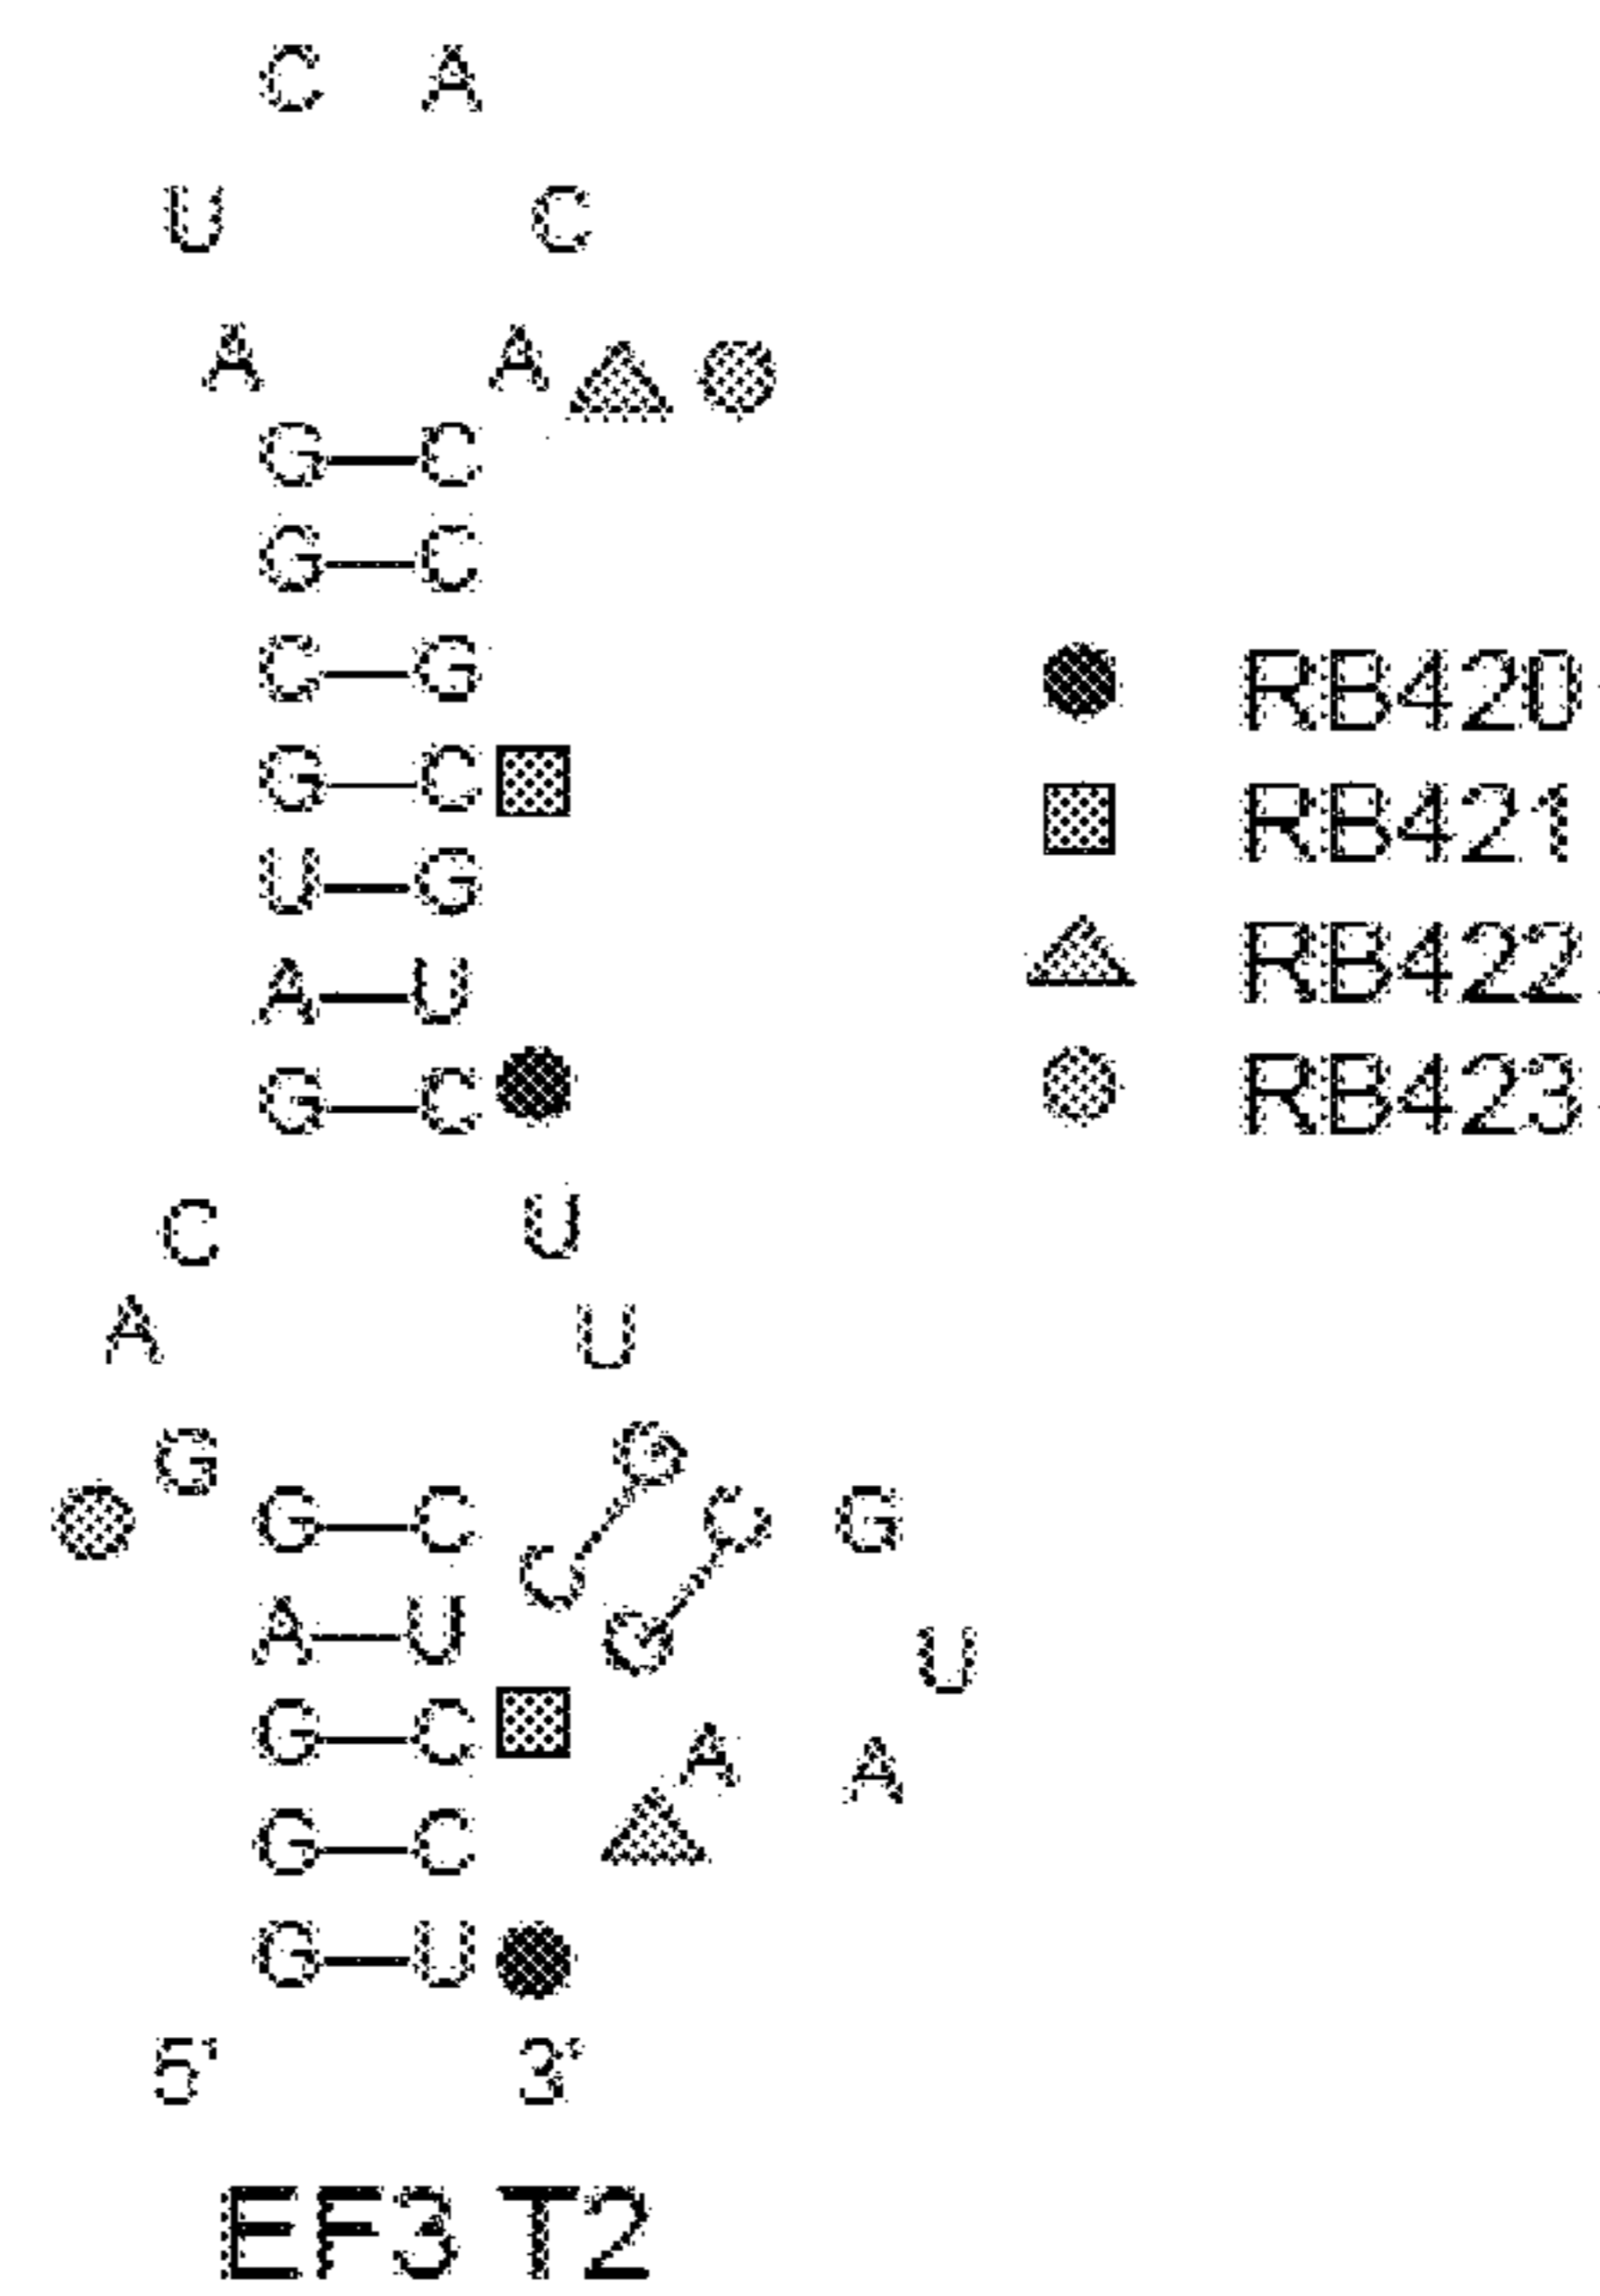 C A
U C
A A
G C
G C
C G
G C
U G
A U
G C
C U
A U
G G
G C C C G
A U G U
G C A A
G C
G U
5' 3'
EF3 T2
RB420
RB421
RB422
RB423